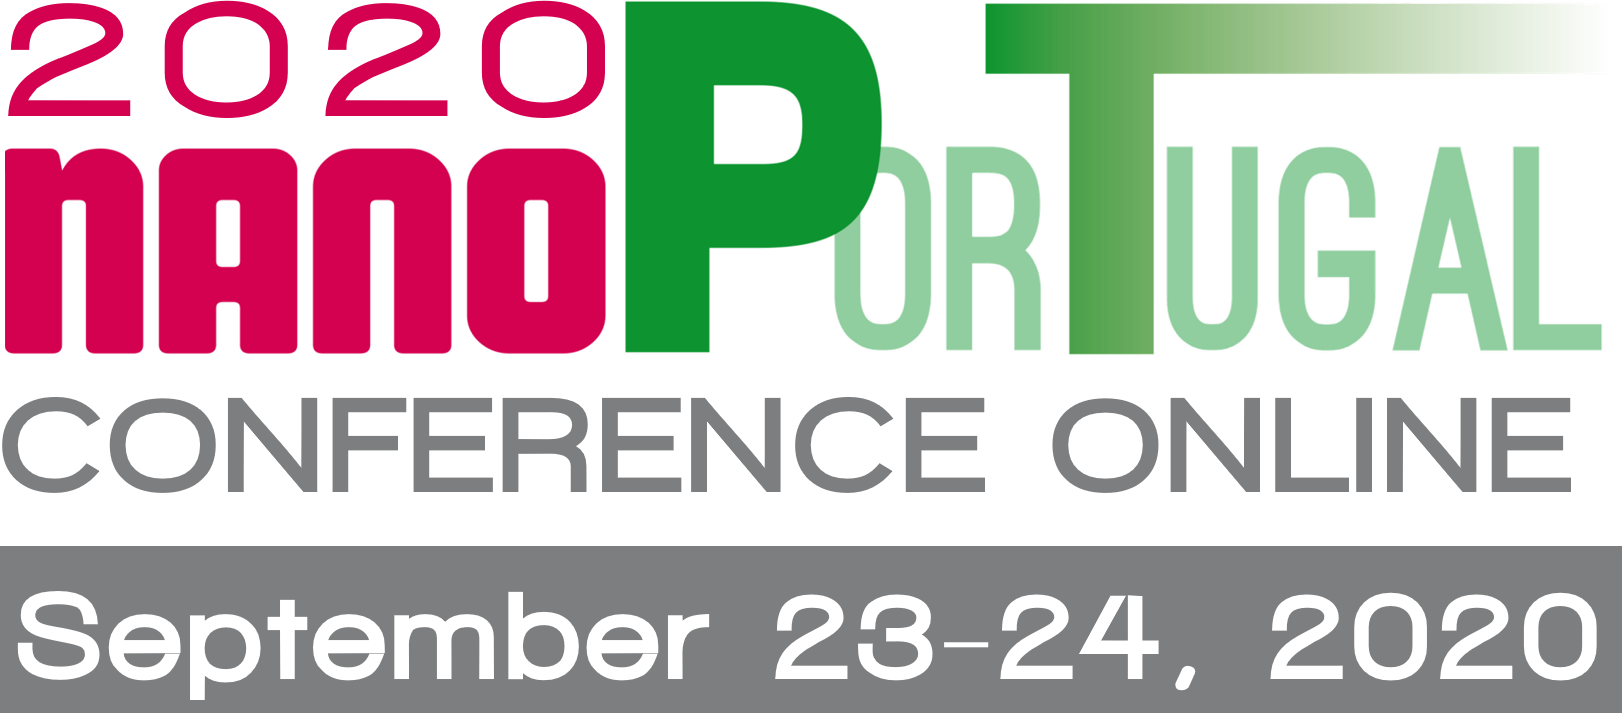 2020
NANOPORTUGAL
CONFERENCE ONLINE
September 23-24, 2020